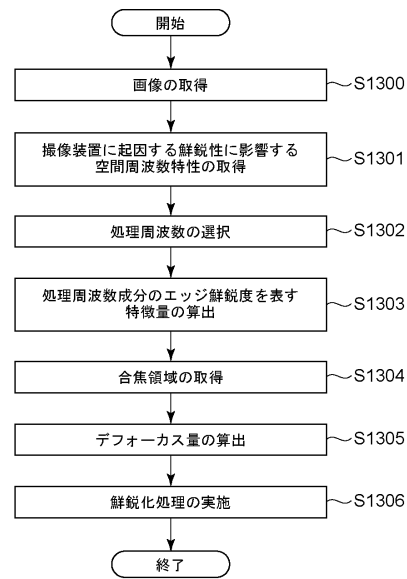 開始
画像の取得
S1300
撮像装置に起因する鮮鋭性に影響する
空間周波数特性の取得
S1301
処理周波数の選択
S1302
処理周波数成分のエッジ鮮鋭度を表す
特徴量の算出
S1303
合焦領域の取得
S1304
デフォーカス量の算出
S1305
鮮鋭化処理の実施
S1306
終了